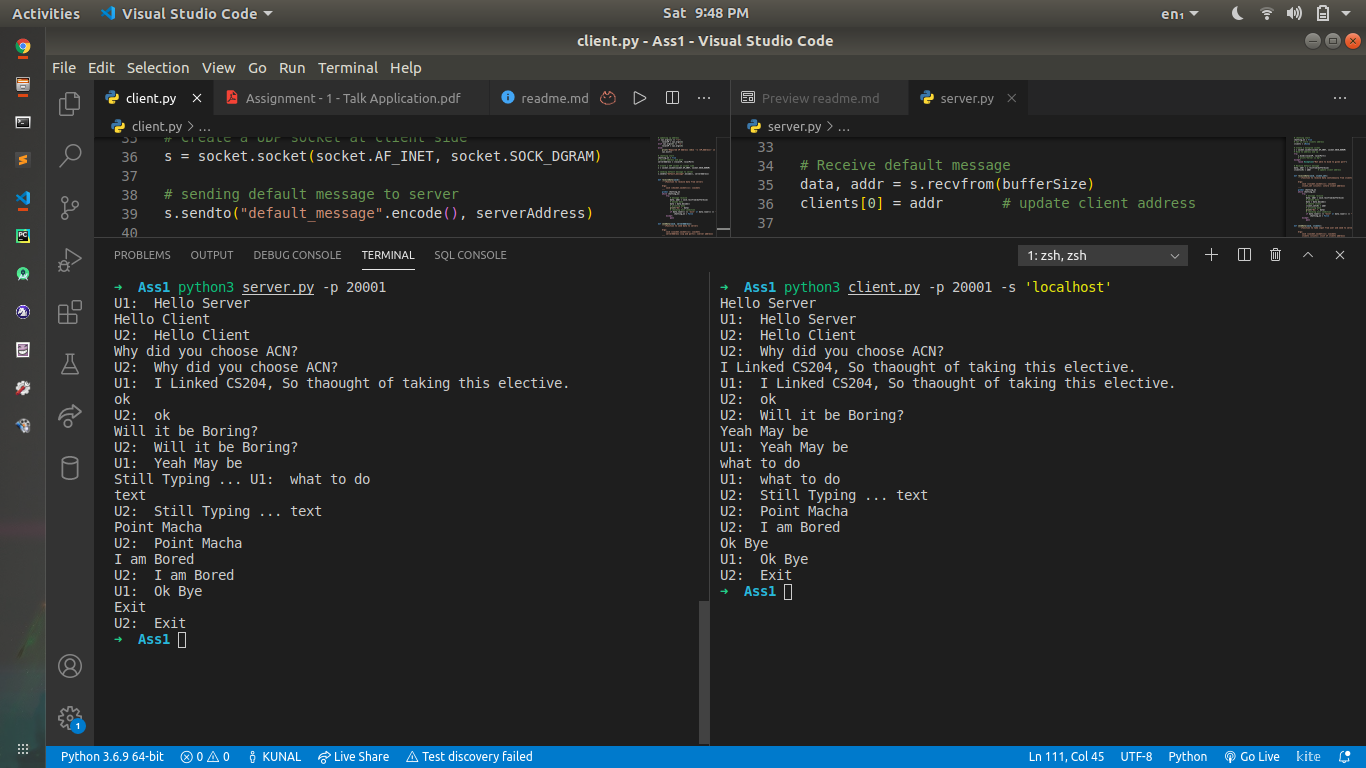 Activities Visual Studio Code Sat 9:48 PM en₁
client.py - Ass1 - Visual Studio Code
File Edit Selection View Go Run Terminal Help
client.py Assignment - 1 - Talk Application.pdf readme.md Preview readme.md server.py
client.py > ... server.py > ...
35 # Create a UDP socket at client side
36 s = socket.socket(socket.AF_INET, socket.SOCK_DGRAM)
37
38 # sending default message to server
39 s.sendto("default_message".encode(), serverAddress)
40
33
34 # Receive default message
35 data, addr = s.recvfrom(bufferSize)
36 clients[0] = addr # update client address
37
PROBLEMS OUTPUT DEBUG CONSOLE TERMINAL SQL CONSOLE 1: zsh, zsh
➜ Ass1 python3 server.py -p 20001
U1: Hello Server
Hello Client
U2: Hello Client
Why did you choose ACN?
U2: Why did you choose ACN?
U1: I Linked CS204, So thaought of taking this elective.
ok
U2: ok
Will it be Boring?
U2: Will it be Boring?
U1: Yeah May be
Still Typing ... U1: what to do
text
U2: Still Typing ... text
Point Macha
U2: Point Macha
I am Bored
U2: I am Bored
U1: Ok Bye
Exit
U2: Exit
➜ Ass1
➜ Ass1 python3 client.py -p 20001 -s 'localhost'
Hello Server
U1: Hello Server
U2: Hello Client
U2: Why did you choose ACN?
I Linked CS204, So thaought of taking this elective.
U1: I Linked CS204, So thaought of taking this elective.
U2: ok
U2: Will it be Boring?
Yeah May be
U1: Yeah May be
what to do
U1: what to do
U2: Still Typing ... text
U2: Point Macha
U2: I am Bored
Ok Bye
U1: Ok Bye
U2: Exit
➜ Ass1
1
Python 3.6.9 64-bit 0 0 KUNAL Live Share Test discovery failed Ln 111, Col 45 UTF-8 Python Go Live kite